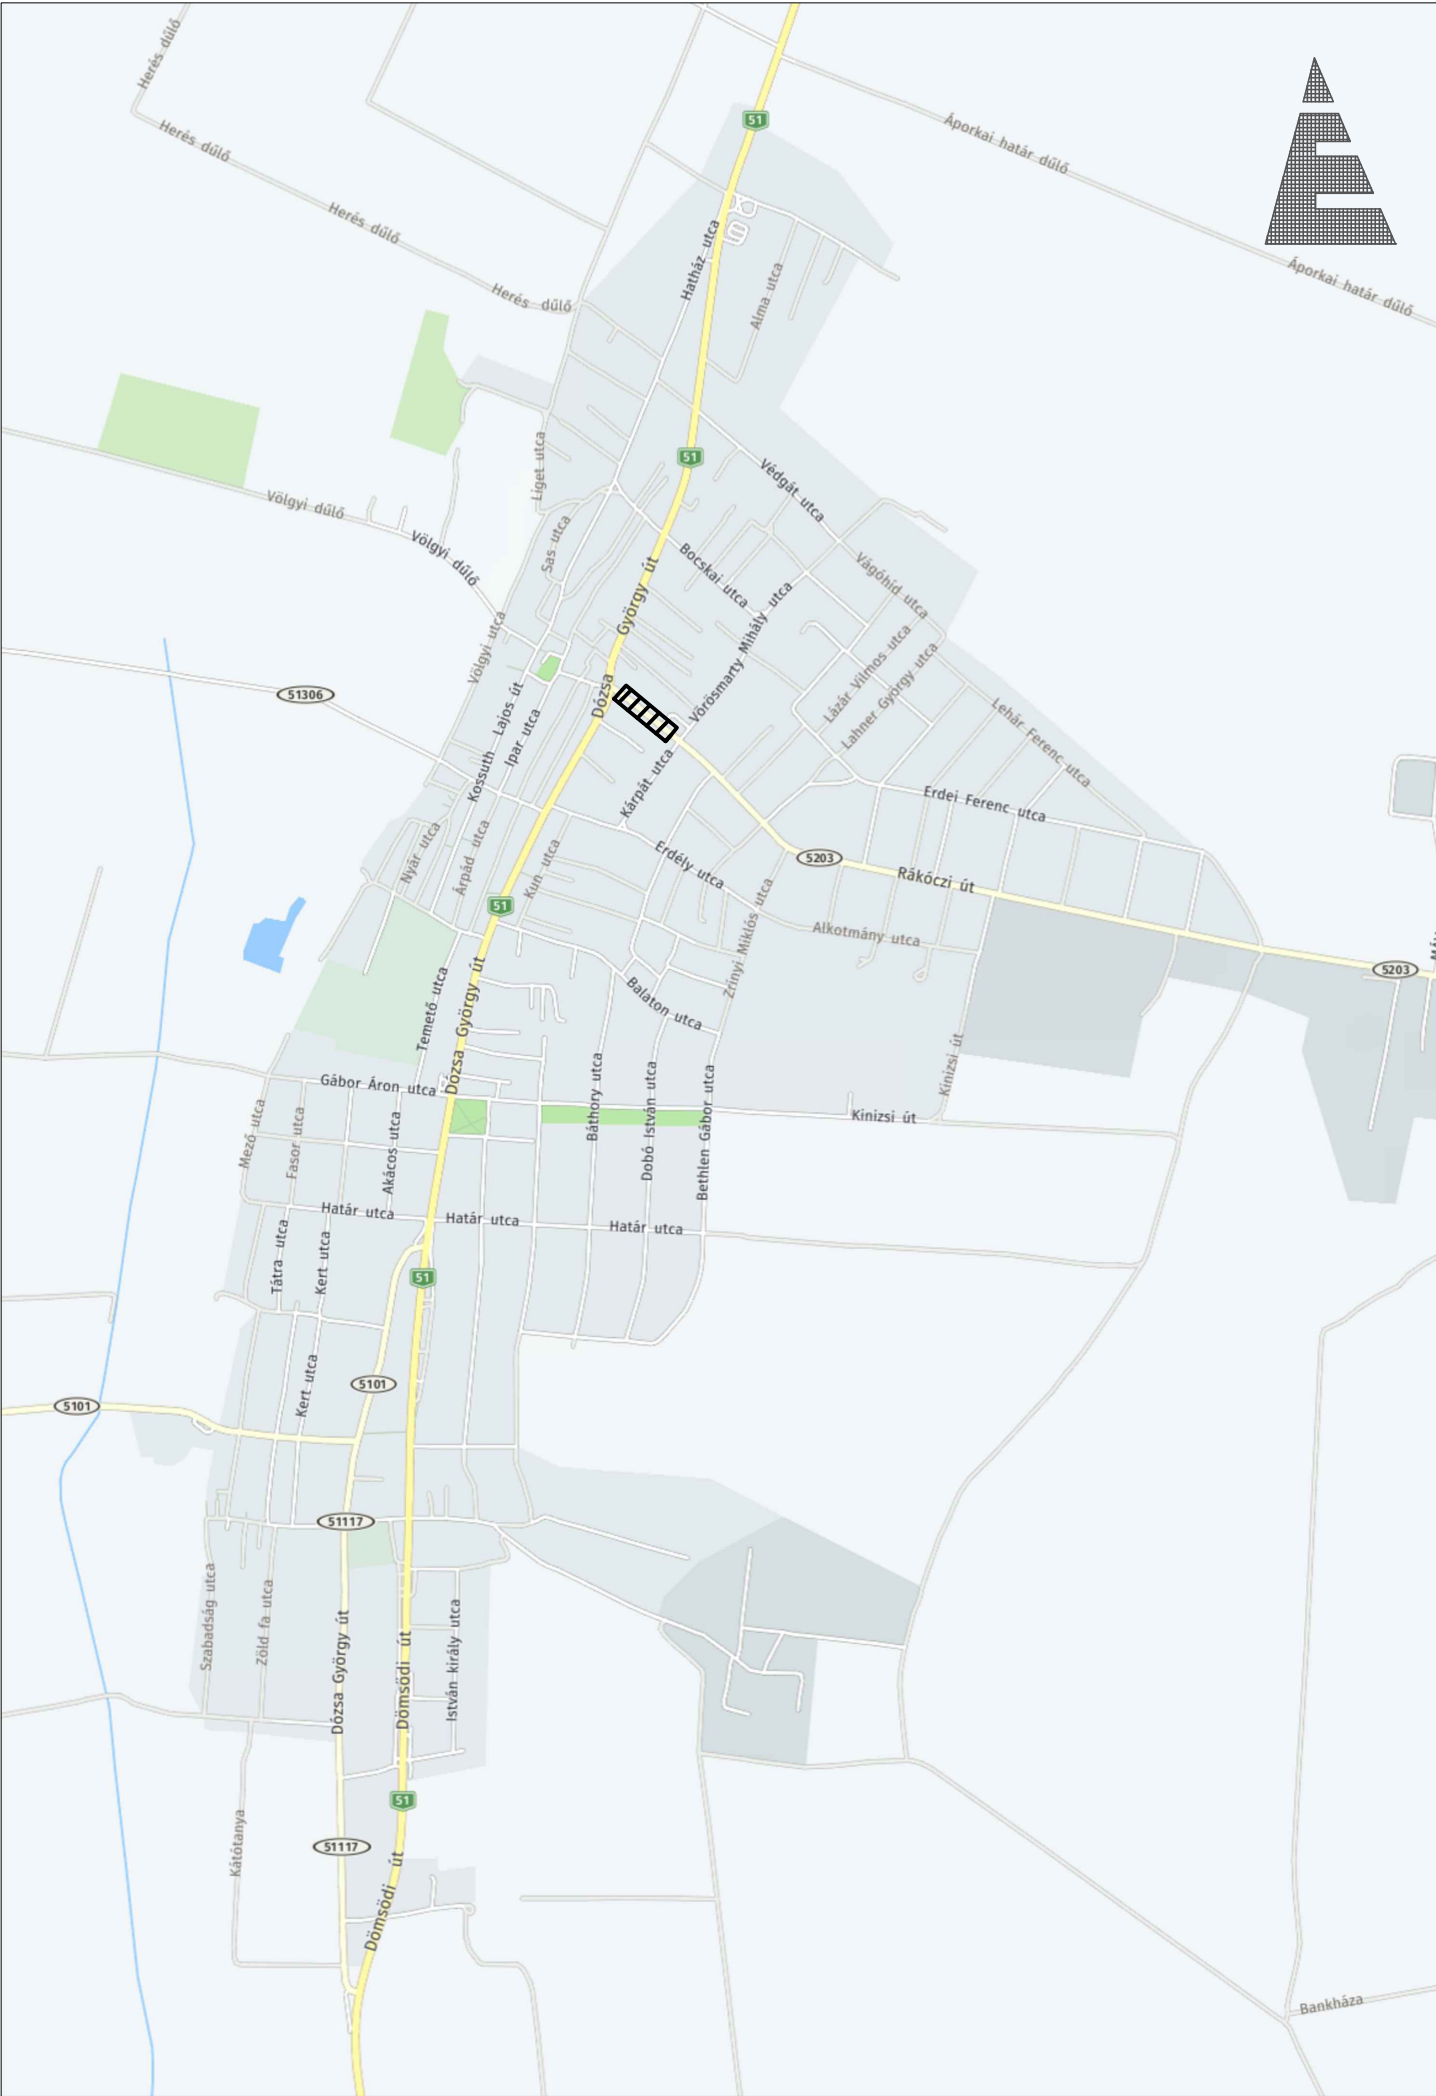 Herés dűlő
51
Áporkai határ dűlő
Herés dűlő
É
Herés dűlő
Hatház utca
Alma utca
Áporkai határ dűlő
Herés dűlő
Liget utca
51
Védgát utca
Völgyi dűlő
Völgyi dűlő
Sas utca
Bocskai utca
Vágóhíd utca
Dózsa György út
Vörösmarty Mihály utca
Völgyi utca
Lázár Vilmos utca
Lahner György utca
51306
Kossuth Lajos út
Ipar utca
Lehár Ferenc utca
Kárpát utca
Erdei Ferenc utca
Nyár utca
Árpád utca
Kun utca
Erdély utca
5203
Rákóczi út
51
Zrínyi Miklós utca
Alkotmány utca
5203
Temető utca
Dózsa György út
Balaton utca
Gábor Áron utca
Báthory utca
Dobó István utca
Bethlen Gábor utca
Kinizsi út
Kinizsi út
Mező utca
Fasor utca
Akácos utca
Határ utca
Határ utca
Határ utca
Tátra utca
Kert utca
51
Kert utca
5101
5101
51117
Szabadság utca
Zöld fa utca
Dózsa György út
Dömsödi út
István király utca
51
Kátótanya
51117
Dömsödi út
Bankháza